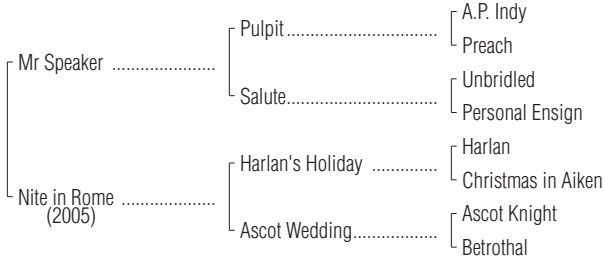 A.P. Indy
Pulpit
Preach
Mr Speaker
Unbridled
Salute
Personal Ensign
Harlan
Harlan's Holiday
Christmas in Aiken
Nite in Rome
(2005)
Ascot Knight
Ascot Wedding
Betrothal